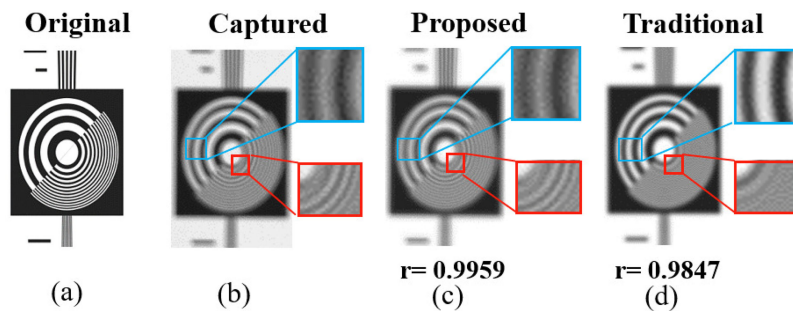 Original Captured Proposed Traditional
r= 0.9959 r= 0.9847
(a) (b) (c) (d)